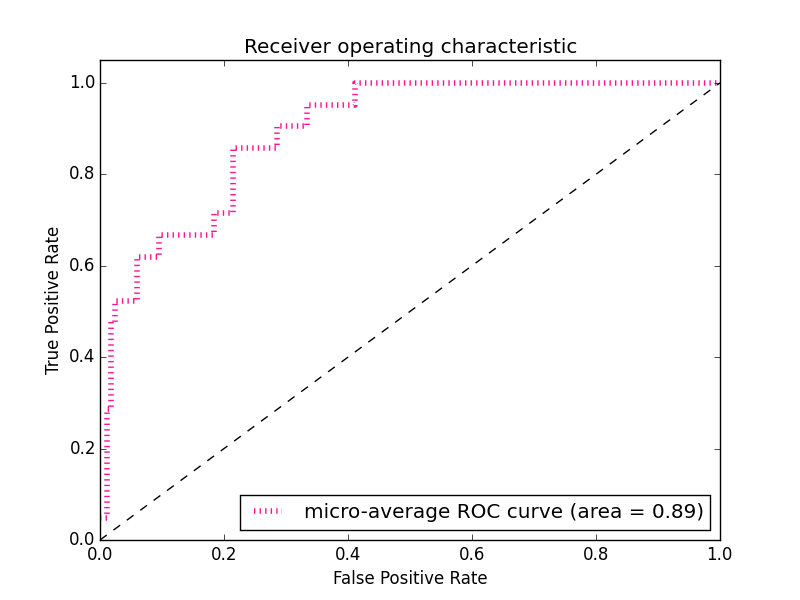 Receiver operating characteristic
1.0
0.8
0.6
0.4
0.2
0.0
True Positive Rate
micro-average ROC curve (area = 0.89)
0.0 0.2 0.4 0.6 0.8 1.0
False Positive Rate